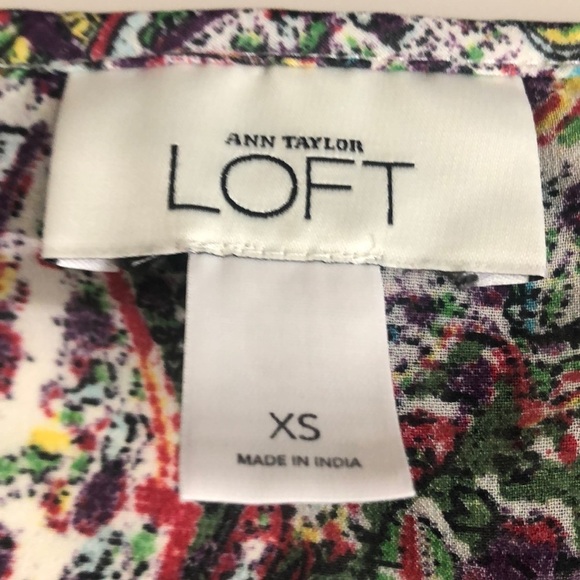 ANN TAYLOR
LOFT
XS
MADE IN INDIA